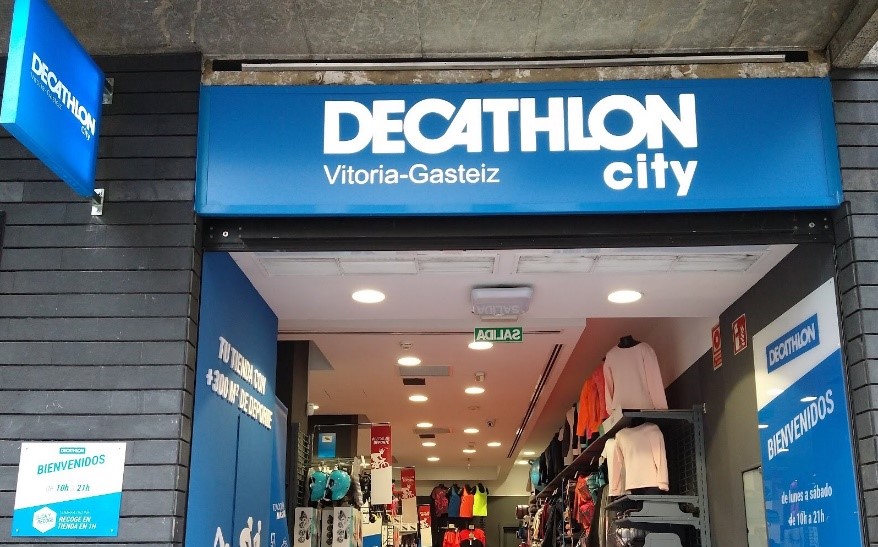 DECATHLON
city
DECATHLON
Vitoria-Gasteiz
city
SALIDA
TU TIENDA CON
+300 M² DE DEPORTE
DECATHLON
BIENVENIDOS
de lunes a sábado
de 10h a 21h
DECATHLON
BIENVENIDOS
de 10h a 21h
RECOGE EN
TIENDA EN 1H